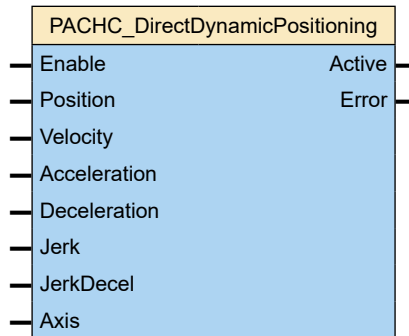 PACHC_DirectDynamicPositioning
Enable Active
Position Error
Velocity
Acceleration
Deceleration
Jerk
JerkDecel
Axis